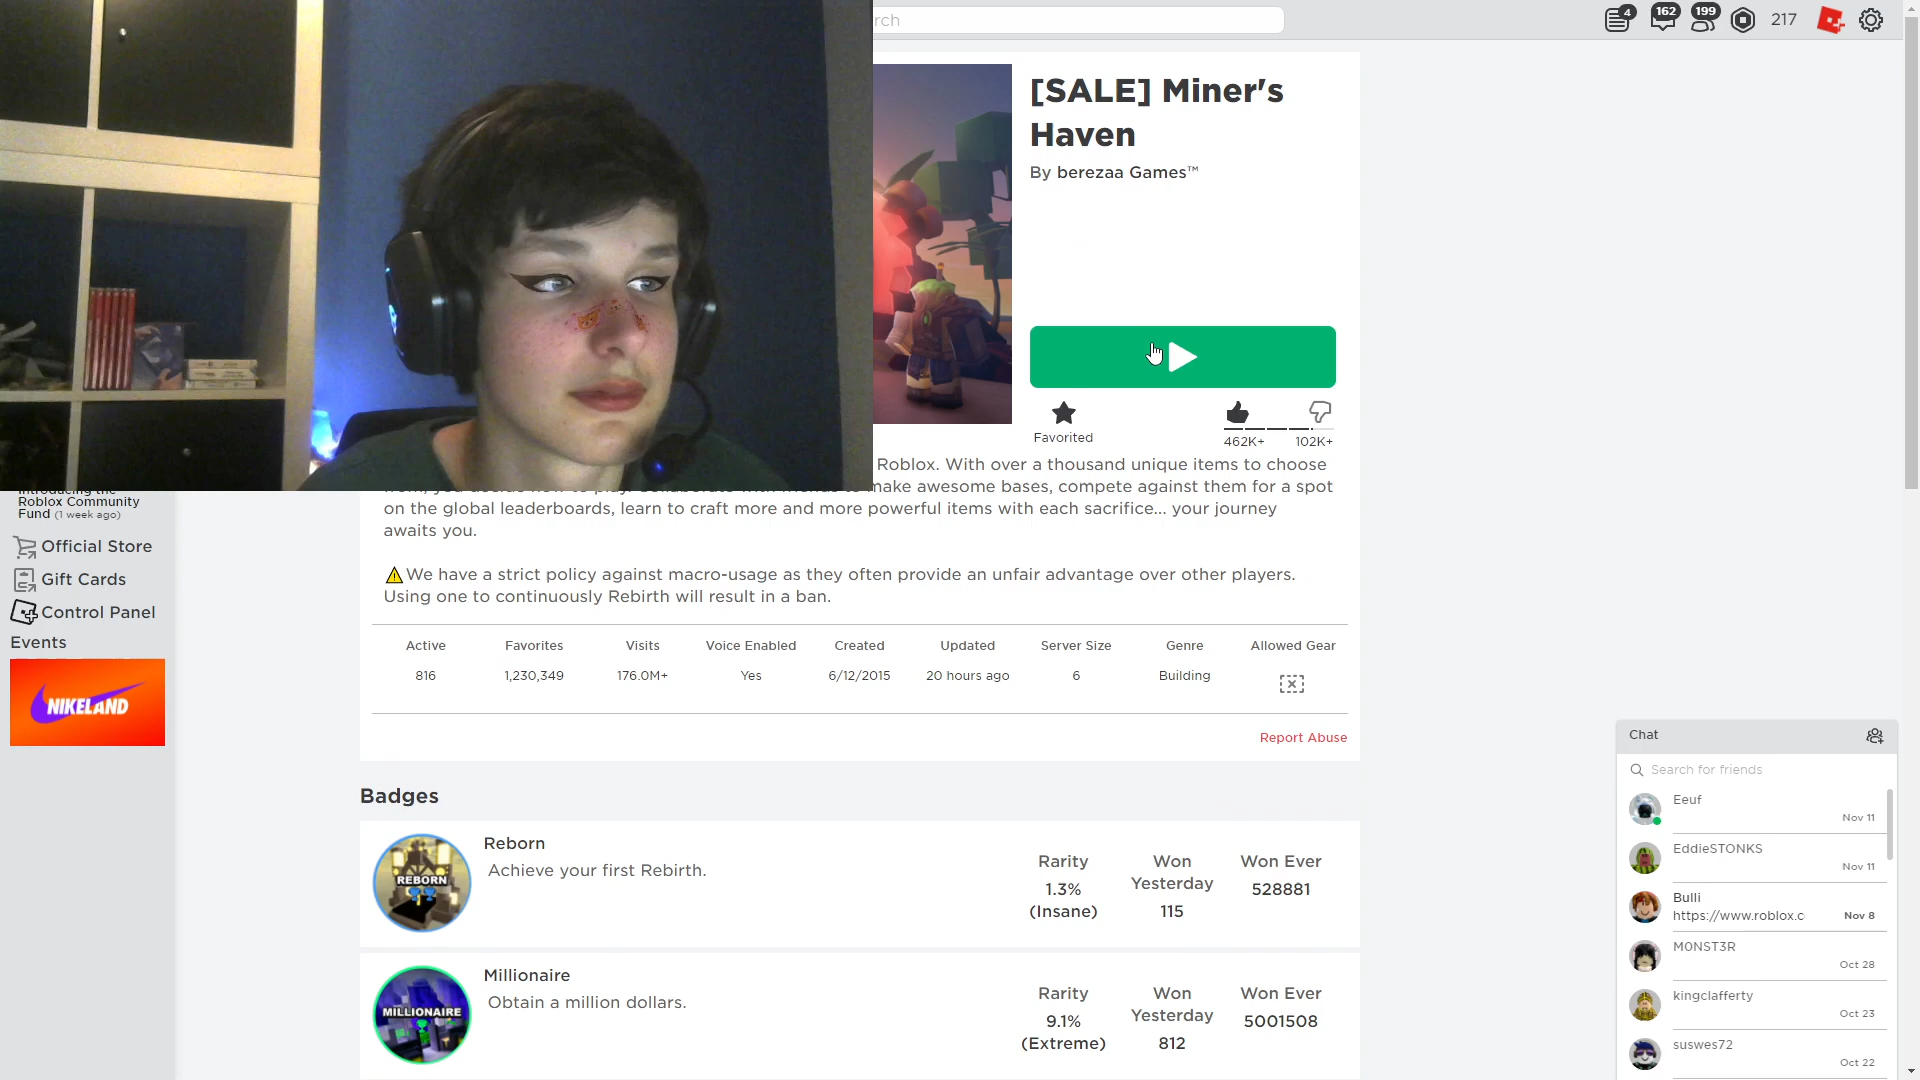 rch
4
162
199
217
[SALE] Miner's
Haven
By berezaa Games™
Favorited
462K+
102K+
Roblox. With over a thousand unique items to choose
make awesome bases, compete against them for a spot
on the global leaderboards, learn to craft more and more powerful items with each sacrifice... your journey
awaits you.
⚠We have a strict policy against macro-usage as they often provide an unfair advantage over other players.
Using one to continuously Rebirth will result in a ban.
Introducing the
Roblox Community
Fund (1 week ago)
Official Store
Gift Cards
Control Panel
Events
NIKELAND
Active Favorites Visits Voice Enabled Created Updated Server Size Genre Allowed Gear
816 1,230,349 176.0M+ Yes 6/12/2015 20 hours ago 6 Building
Report Abuse
Badges
REBORN
Reborn
Achieve your first Rebirth.
Rarity
1.3%
(Insane)
Won
Yesterday
115
Won Ever
528881
MILLIONAIRE
Millionaire
Obtain a million dollars.
Rarity
9.1%
(Extreme)
Won
Yesterday
812
Won Ever
5001508
Chat
Search for friends
Eeuf
Nov 11
EddieSTONKS
Nov 11
Bulli
https://www.roblox.c
Nov 8
M0NST3R
Oct 28
kingclafferty
Oct 23
suswes72
Oct 22